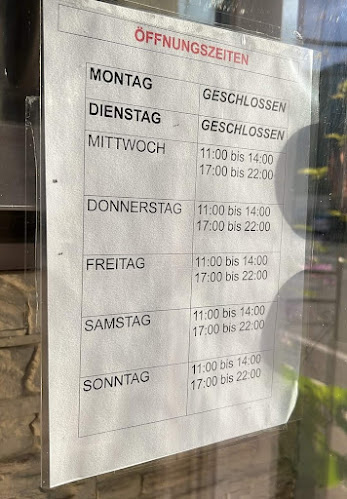 ÖFFNUNGSZEITEN
MONTAG GESCHLOSSEN
DIENSTAG GESCHLOSSEN
MITTWOCH 11:00 bis 14:00
17:00 bis 22:00
DONNERSTAG 11:00 bis 14:00
17:00 bis 22:00
FREITAG 11:00 bis 14:00
17:00 bis 22:00
SAMSTAG 11:00 bis 14:00
17:00 bis 22:00
SONNTAG 11:00 bis 14:00
17:00 bis 22:00